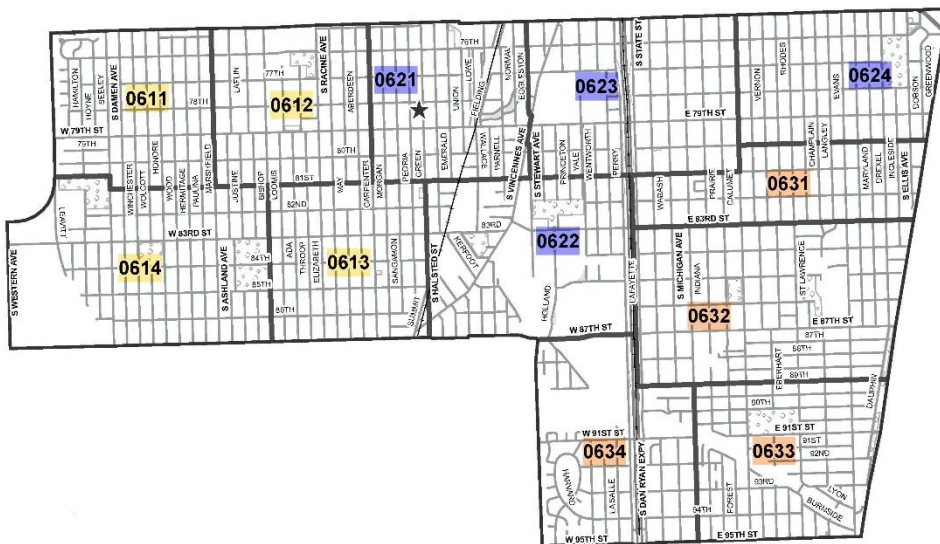 0611
0612
0621
0623
0624
0614
0613
0622
0631
0632
0634
0633
HAMILTON
HOYNE
SEELEY
S DAMEN AVE
78TH
W 79TH ST
79TH
LAFLIN
77TH
S RACINE AVE
ABERDEEN
80TH
76TH
UNION
LOWE
FIELDING
NORMAL
EGGLESTON
S STATE ST
E 79TH ST
VERNON
RHODES
EVANS
DOBSON
GREENWOOD
WINCHESTER
WOLCOTT
HONORE
WOOD
HERMITAGE
PAULINA
MARSHFIELD
JUSTINE
BISHOP
LOOMIS
81ST
82ND
MAY
CARPENTER
MORGAN
PEORIA
GREEN
EMERALD
WALLACE
PARNELL
S VINCENNES AVE
S STEWART AVE
PRINCETON
YALE
WENTWORTH
PERRY
WABASH
PRAIRIE
CALUMET
CHAMPLAIN
LANGLEY
MARYLAND
DREXEL
INGLESIDE
S ELLIS AVE
LEAVITT
W 83RD ST
S WESTERN AVE
S ASHLAND AVE
84TH
85TH
ADA
THROOP
ELIZABETH
86TH
SANGAMON
SUMMIT
S HALSTED ST
83RD
KERFOOT
HOLLAND
W 87TH ST
LAFAYETTE
E 83RD ST
S MICHIGAN AVE
INDIANA
ST LAWRENCE
E 87TH ST
87TH
88TH
89TH
EBERHART
DAUPHIN
90TH
E 91ST ST
91ST
92ND
93RD
LYON
BURNSIDE
FOREST
94TH
E 95TH ST
W 91ST ST
HARVARD
LASALLE
S DAN RYAN EXPY
W 95TH ST